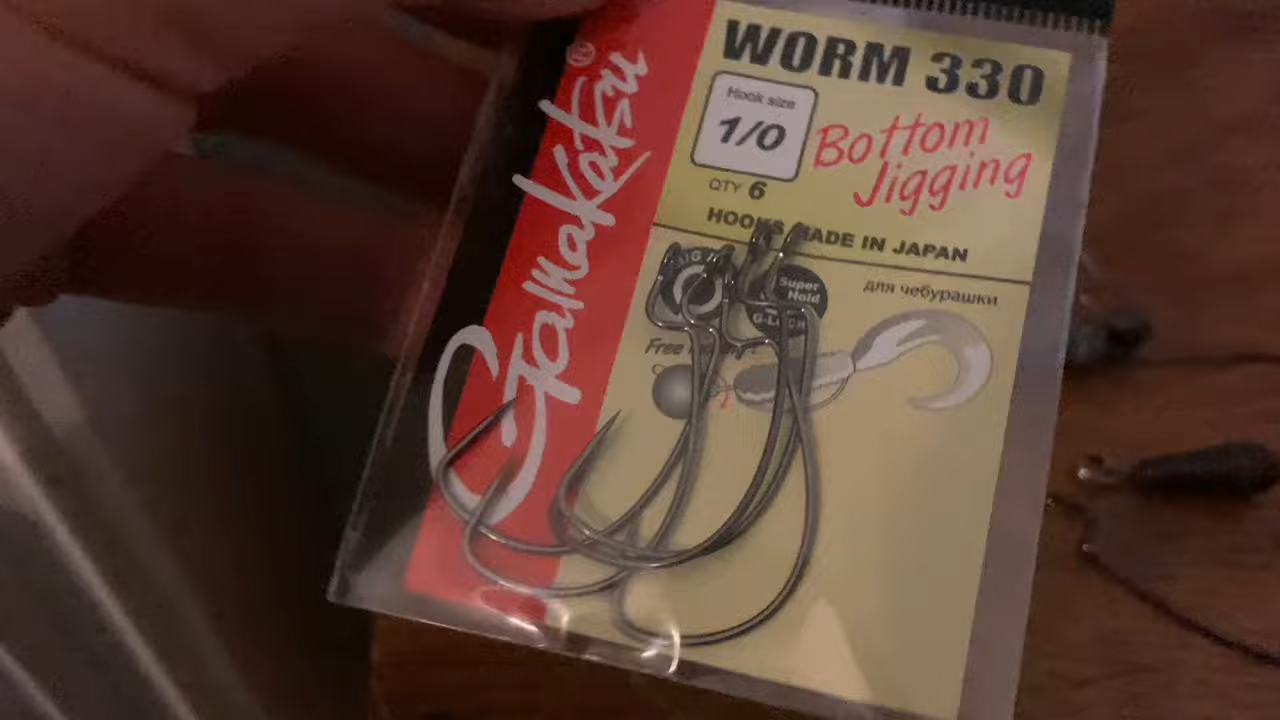 Gamakatsu®
WORM 330
Hook size
1/0
Bottom
Jigging
QTY 6
HOOKS MADE IN JAPAN
Super
Hold
для чебурашки
Free